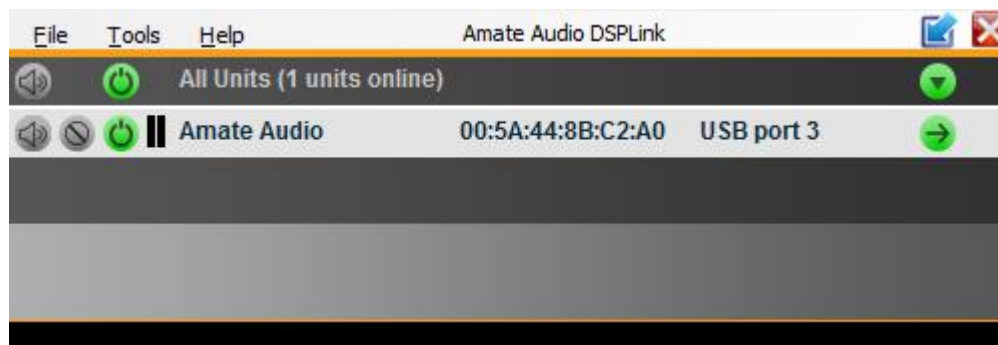 File Tools Help Amate Audio DSPLink
All Units (1 units online)
Amate Audio 00:5A:44:8B:C2:A0 USB port 3